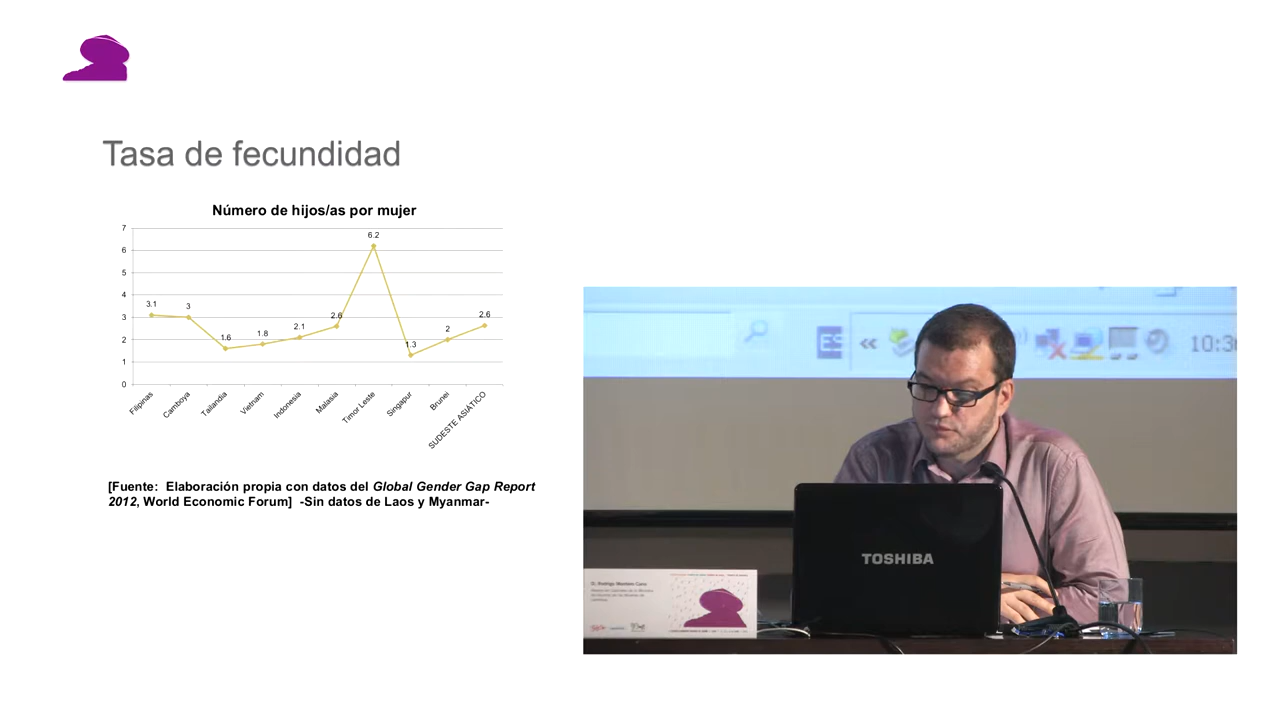 Tasa de fecundidad
Número de hijos/as por mujer
7
6
5
4
3
2
1
0
3.1
3
1.6
1.8
2.1
2.6
6.2
1.3
2
2.6
Filipinas
Camboya
Tailandia
Vietnam
Indonesia
Malasia
Timor Leste
Singapur
Brunei
SUDESTE ASIÁTICO
[Fuente: Elaboración propia con datos del Global Gender Gap Report
2012, World Economic Forum] -Sin datos de Laos y Myanmar-
ES
«
TOSHIBA